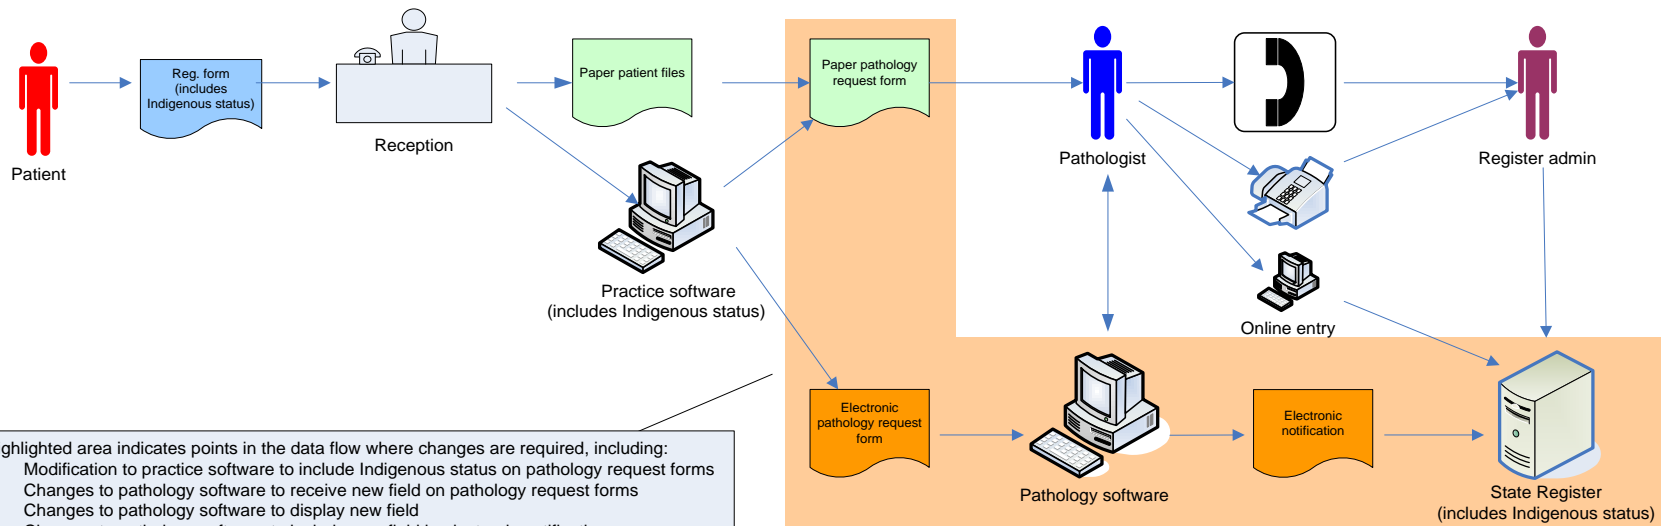 Reg. form
(includes
Indigenous status)
Paper patient files
Paper pathology
request form
Patient
Reception
Pathologist
Register admin
Practice software
(includes Indigenous status)
Online entry
Electronic
pathology request
form
Electronic
notification
Pathology software
State Register
(includes Indigenous status)
ghlighted area indicates points in the data flow where changes are required, including:
Modification to practice software to include Indigenous status on pathology request forms
Changes to pathology software to receive new field on pathology request forms
Changes to pathology software to display new field